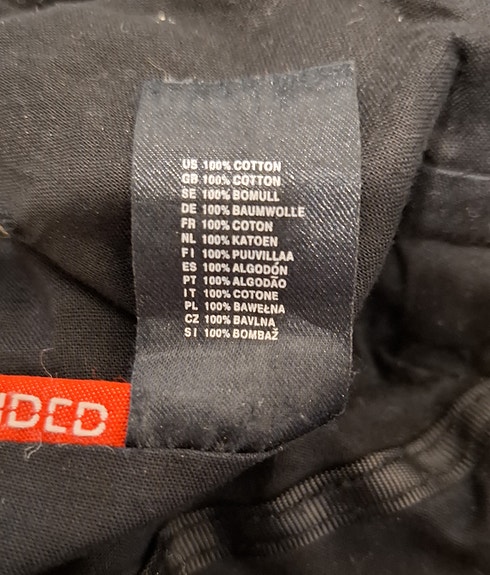 US 100% COTTON
GB 100% COTTON
SE 100% BOMULL
DE 100% BAUMWOLLE
FR 100% COTON
NL 100% KATOEN
FI 100% PUUVILLAA
ES 100% ALGODÓN
PT 100% ALGODÃO
IT 100% COTONE
PL 100% BAWEŁNA
CZ 100% BAVLNA
SI 100% BOMBAŽ